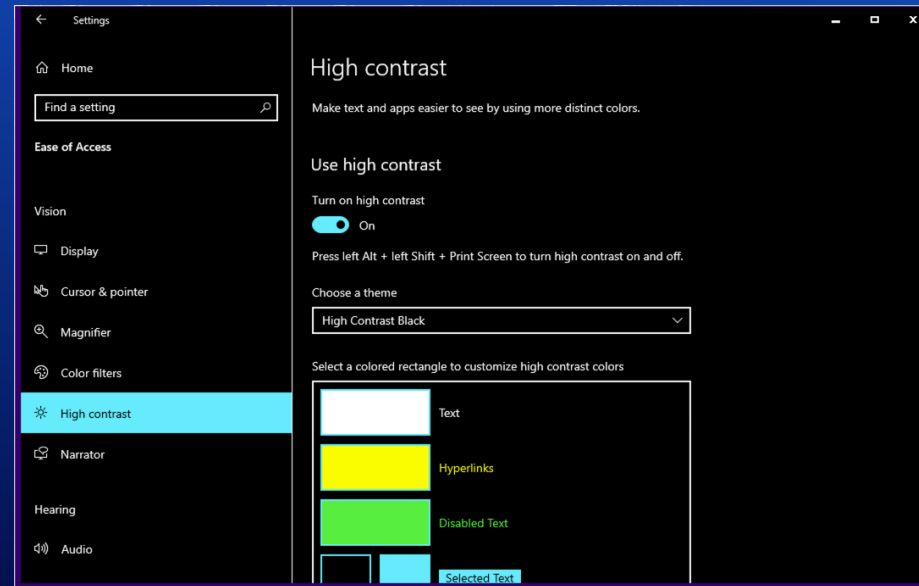 Settings
Home
Find a setting
Ease of Access
Vision
Display
Cursor & pointer
Magnifier
Color filters
High contrast
Narrator
Hearing
Audio
High contrast
Make text and apps easier to see by using more distinct colors.
Use high contrast
Turn on high contrast
On
Press left Alt + left Shift + Print Screen to turn high contrast on and off.
Choose a theme
High Contrast Black
Select a colored rectangle to customize high contrast colors
Text
Hyperlinks
Disabled Text
Selected Text